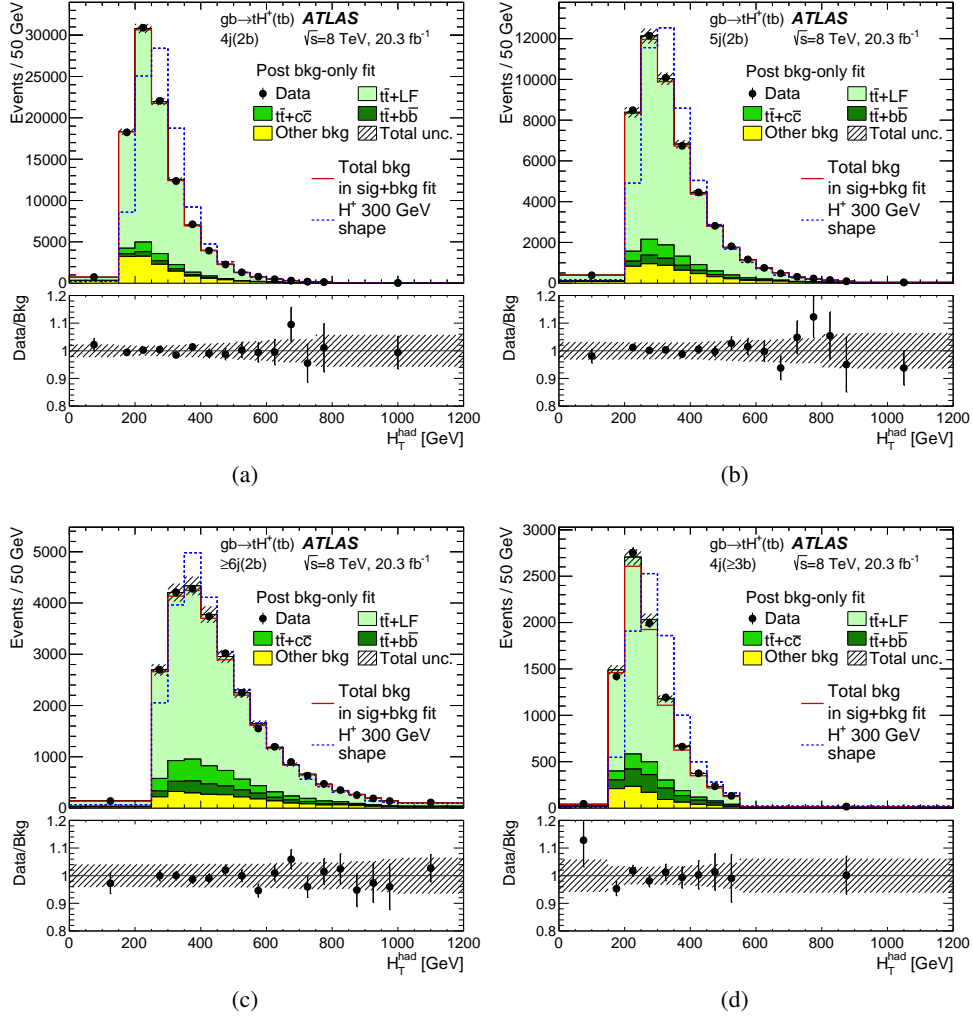 gb→tH⁺(tb) ATLAS
4j(2b) √s=8 TeV, 20.3 fb⁻¹
Post bkg-only fit
Data
tt̄+LF
tt̄+cc̄
tt̄+bb̄
Other bkg
Total unc.
Total bkg
in sig+bkg fit
H⁺ 300 GeV
shape
Events / 50 GeV
30000
25000
20000
15000
10000
5000
0
Data/Bkg
1.2
1.1
1
0.9
0.8
0 200 400 600 800 1000 1200
H_T^had [GeV]
(a)
gb→tH⁺(tb) ATLAS
5j(2b) √s=8 TeV, 20.3 fb⁻¹
Post bkg-only fit
Data
tt̄+LF
tt̄+cc̄
tt̄+bb̄
Other bkg
Total unc.
Total bkg
in sig+bkg fit
H⁺ 300 GeV
shape
Events / 50 GeV
12000
10000
8000
6000
4000
2000
0
Data/Bkg
1.2
1.1
1
0.9
0.8
0 200 400 600 800 1000 1200
H_T^had [GeV]
(b)
gb→tH⁺(tb) ATLAS
≥6j(2b) √s=8 TeV, 20.3 fb⁻¹
Post bkg-only fit
Data
tt̄+LF
tt̄+cc̄
tt̄+bb̄
Other bkg
Total unc.
Total bkg
in sig+bkg fit
H⁺ 300 GeV
shape
Events / 50 GeV
5000
4000
3000
2000
1000
0
Data/Bkg
1.2
1.1
1
0.9
0.8
0 200 400 600 800 1000 1200
H_T^had [GeV]
(c)
gb→tH⁺(tb) ATLAS
4j(≥3b) √s=8 TeV, 20.3 fb⁻¹
Post bkg-only fit
Data
tt̄+LF
tt̄+cc̄
tt̄+bb̄
Other bkg
Total unc.
Total bkg
in sig+bkg fit
H⁺ 300 GeV
shape
Events / 50 GeV
3000
2500
2000
1500
1000
500
0
Data/Bkg
1.2
1.1
1
0.9
0.8
0 200 400 600 800 1000 1200
H_T^had [GeV]
(d)